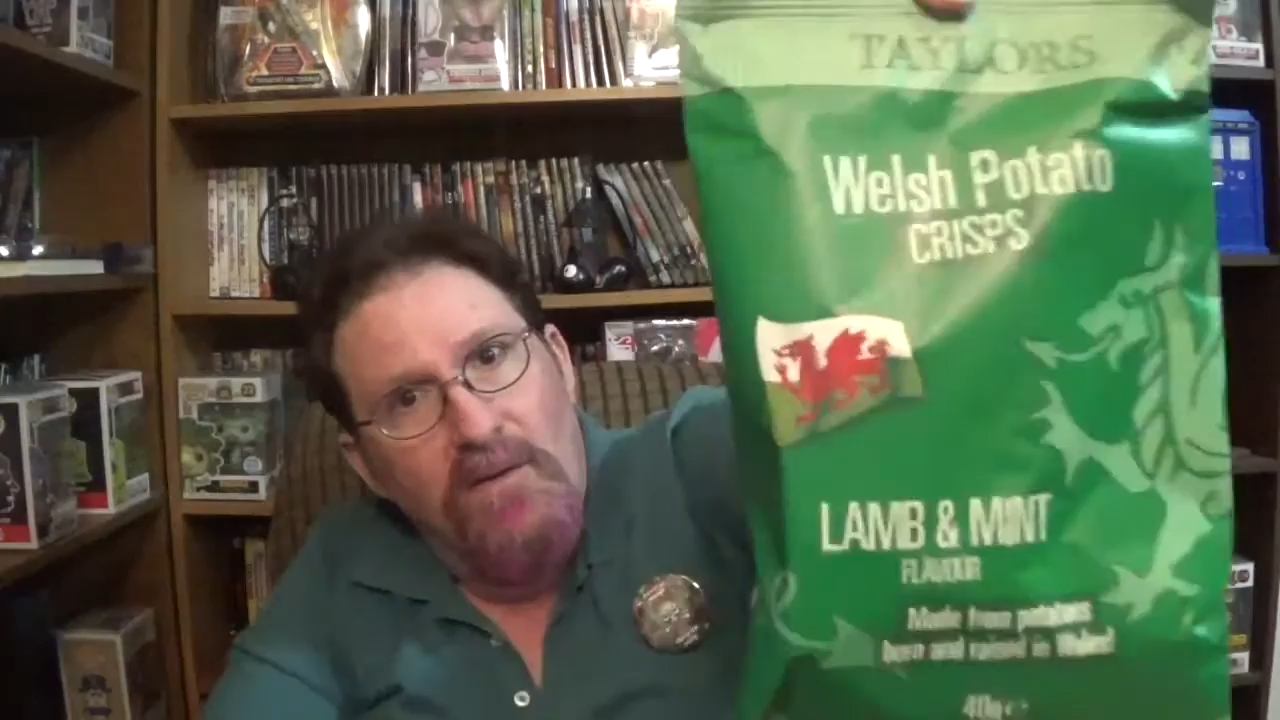 TAYLORS
Welsh Potato
CRISPS
LAMB & MINT
FLAVOUR
Made from potatoes
born and raised in Wales!
40g e